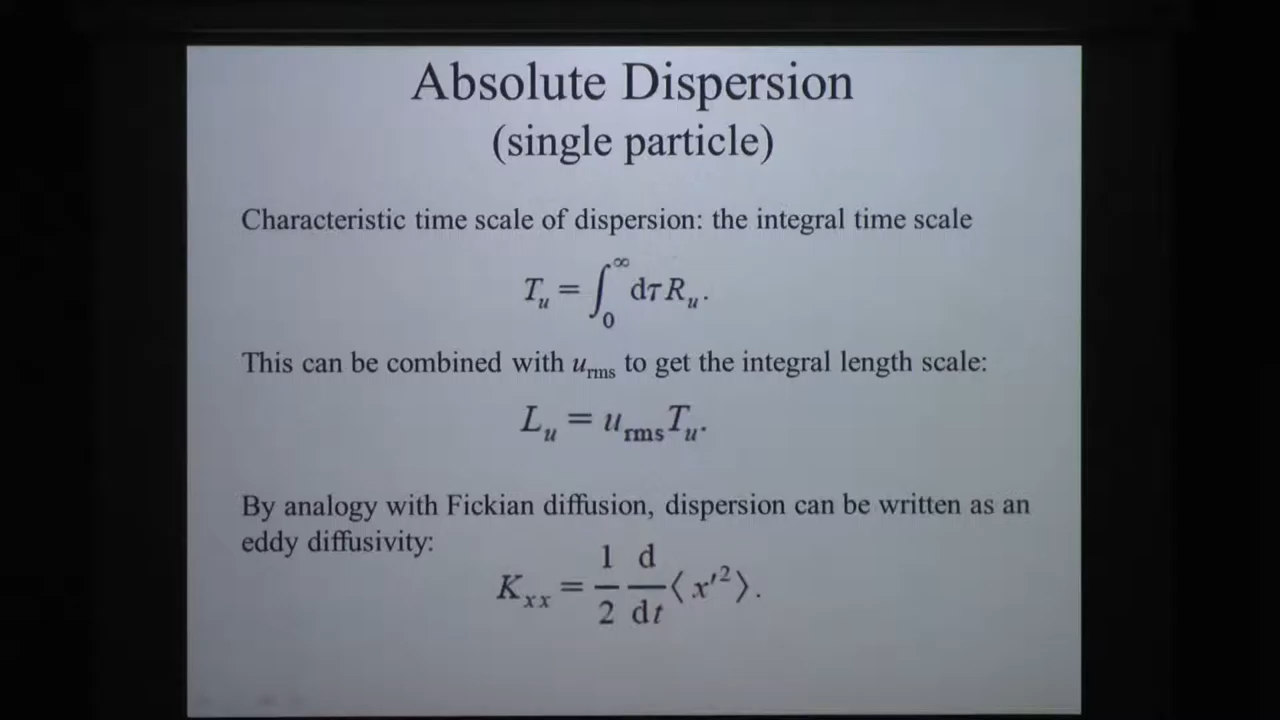 Absolute Dispersion
(single particle)
Characteristic time scale of dispersion: the integral time scale
T_u = ∫_0^∞ dτ R_u.
This can be combined with u_rms to get the integral length scale:
L_u = u_rms T_u.
By analogy with Fickian diffusion, dispersion can be written as an
eddy diffusivity:
K_xx = 1/2 d/dt ⟨x′²⟩.